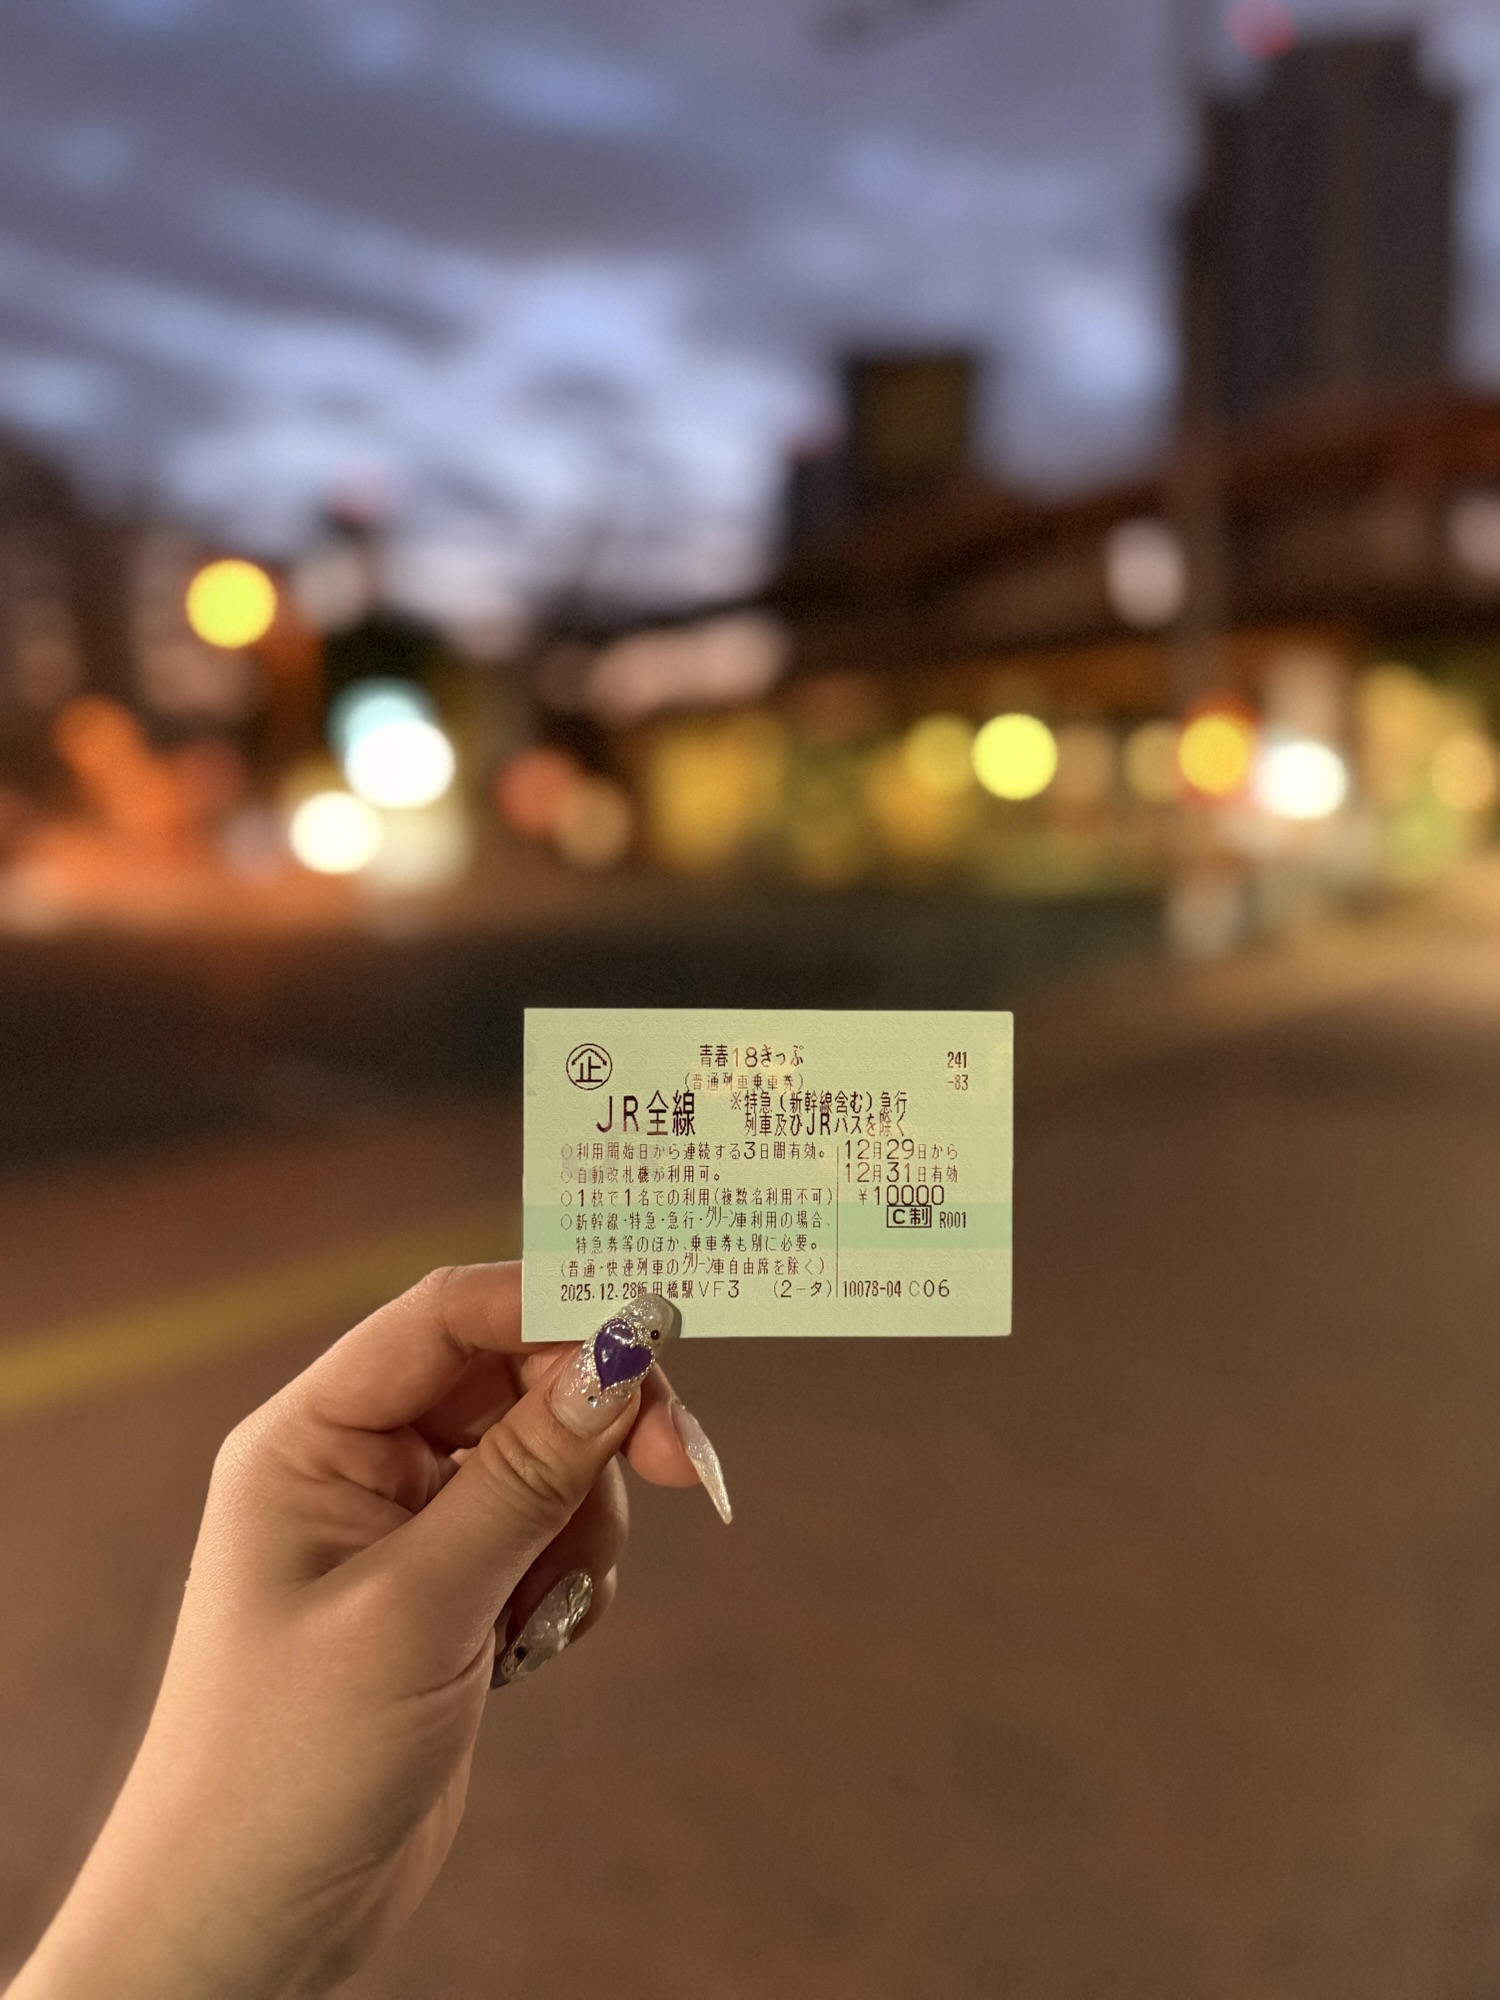 企 青春18きっぷ 241
(普通列車乗車券) -83
JR全線 ※特急(新幹線含む)急行
列車及びJRバスを除く
○利用開始日から連続する3日間有効。 12月29日から
○自動改札機が利用可。 12月31日有効
○1枚で1名での利用(複数名利用不可) ¥10000
○新幹線・特急・急行・グリーン車利用の場合、 C制 R001
特急券等のほか、乗車券も別に必要。
(普通・快速列車のグリーン車自由席を除く)
2025.12.28飯田橋駅VF3 (2-タ) 10078-04 C06